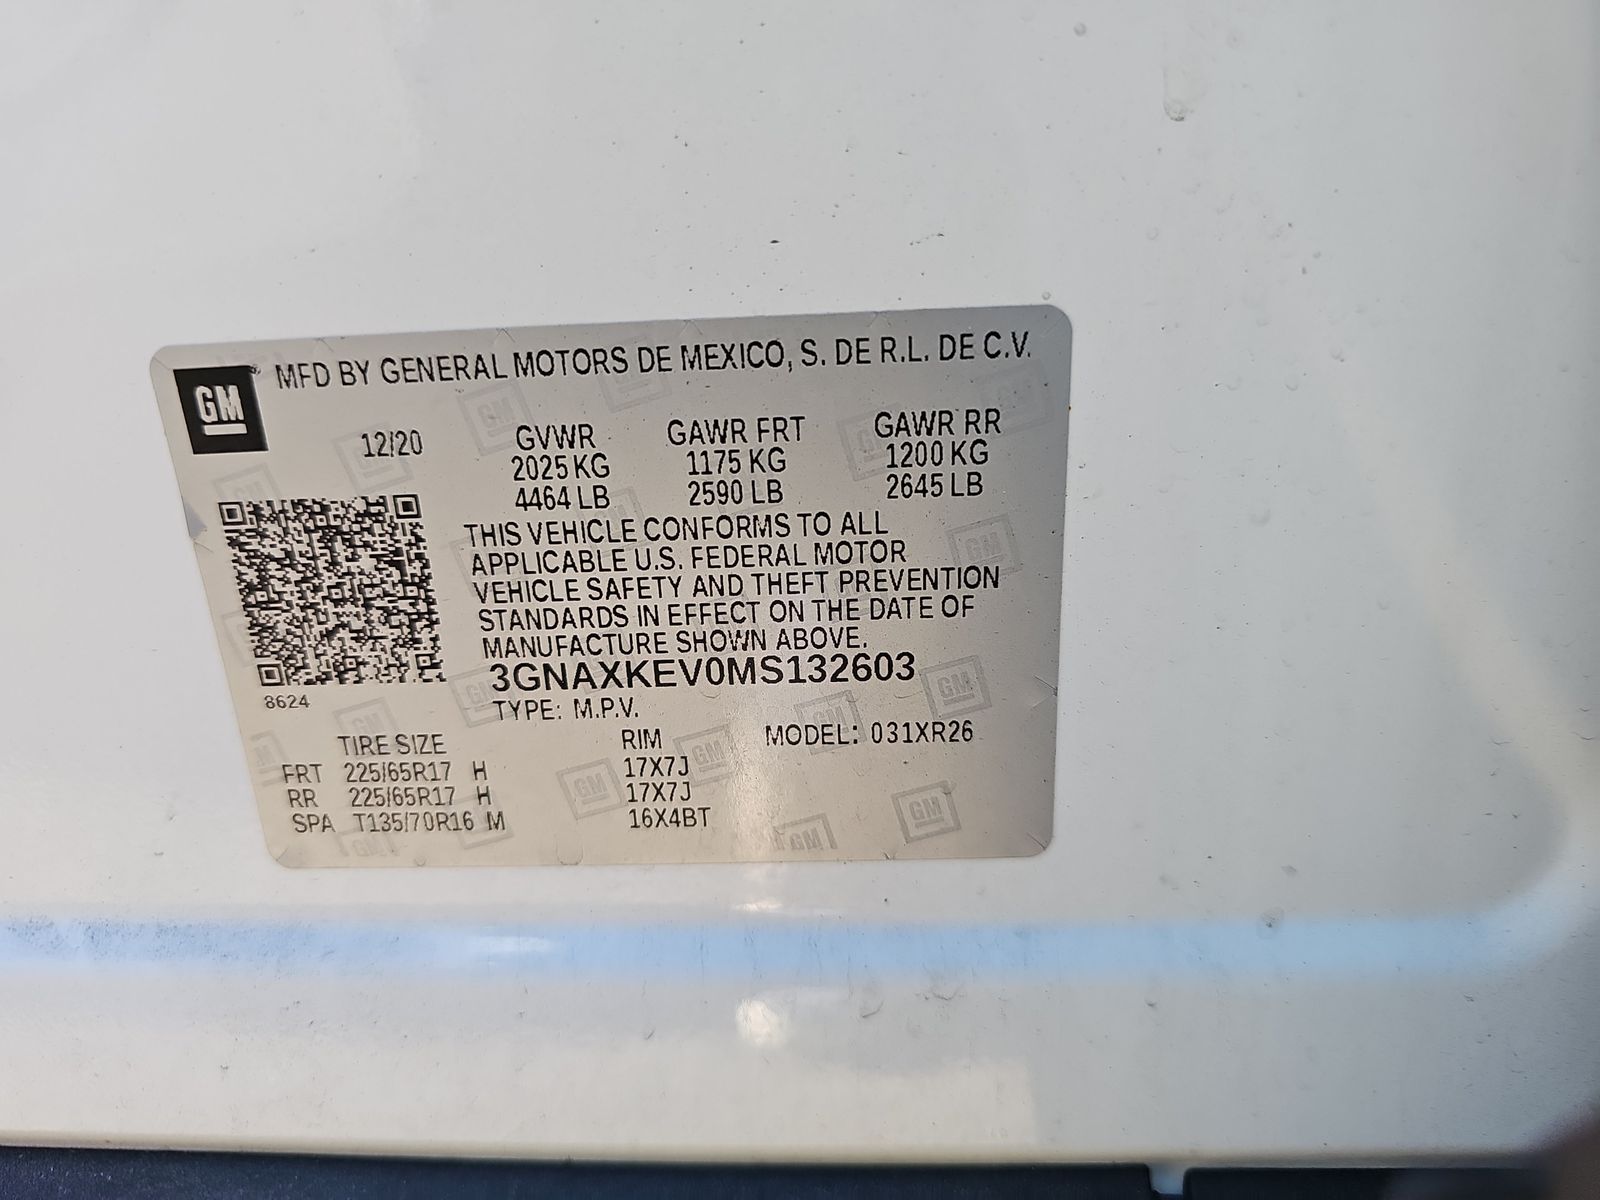 GM
MFD BY GENERAL MOTORS DE MEXICO, S. DE R.L. DE C.V.
12/20 GVWR GAWR FRT GAWR RR
2025 KG 1175 KG 1200 KG
4464 LB 2590 LB 2645 LB
THIS VEHICLE CONFORMS TO ALL
APPLICABLE U.S. FEDERAL MOTOR
VEHICLE SAFETY AND THEFT PREVENTION
STANDARDS IN EFFECT ON THE DATE OF
MANUFACTURE SHOWN ABOVE.
3GNAXKEV0MS132603
8624
TYPE: M.P.V.
TIRE SIZE RIM MODEL: 031XR26
FRT 225/65R17 H 17X7J
RR 225/65R17 H 17X7J
SPA T135/70R16 M 16X4BT